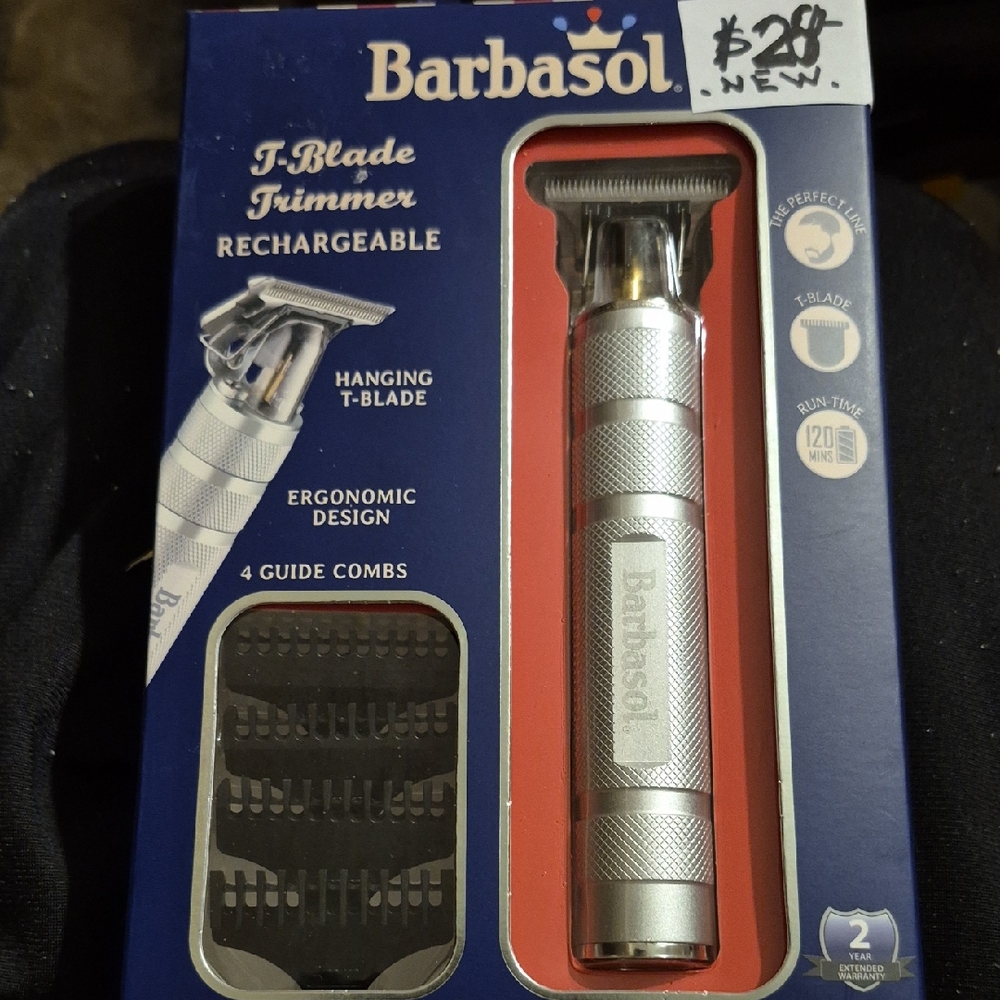 Barbasol
$28
. NEW .
T-Blade
Trimmer
RECHARGEABLE
HANGING
T-BLADE
ERGONOMIC
DESIGN
4 GUIDE COMBS
Barbasol
THE PERFECT LINE
T-BLADE
RUN-TIME
120
MINS
2
YEAR
EXTENDED
WARRANTY